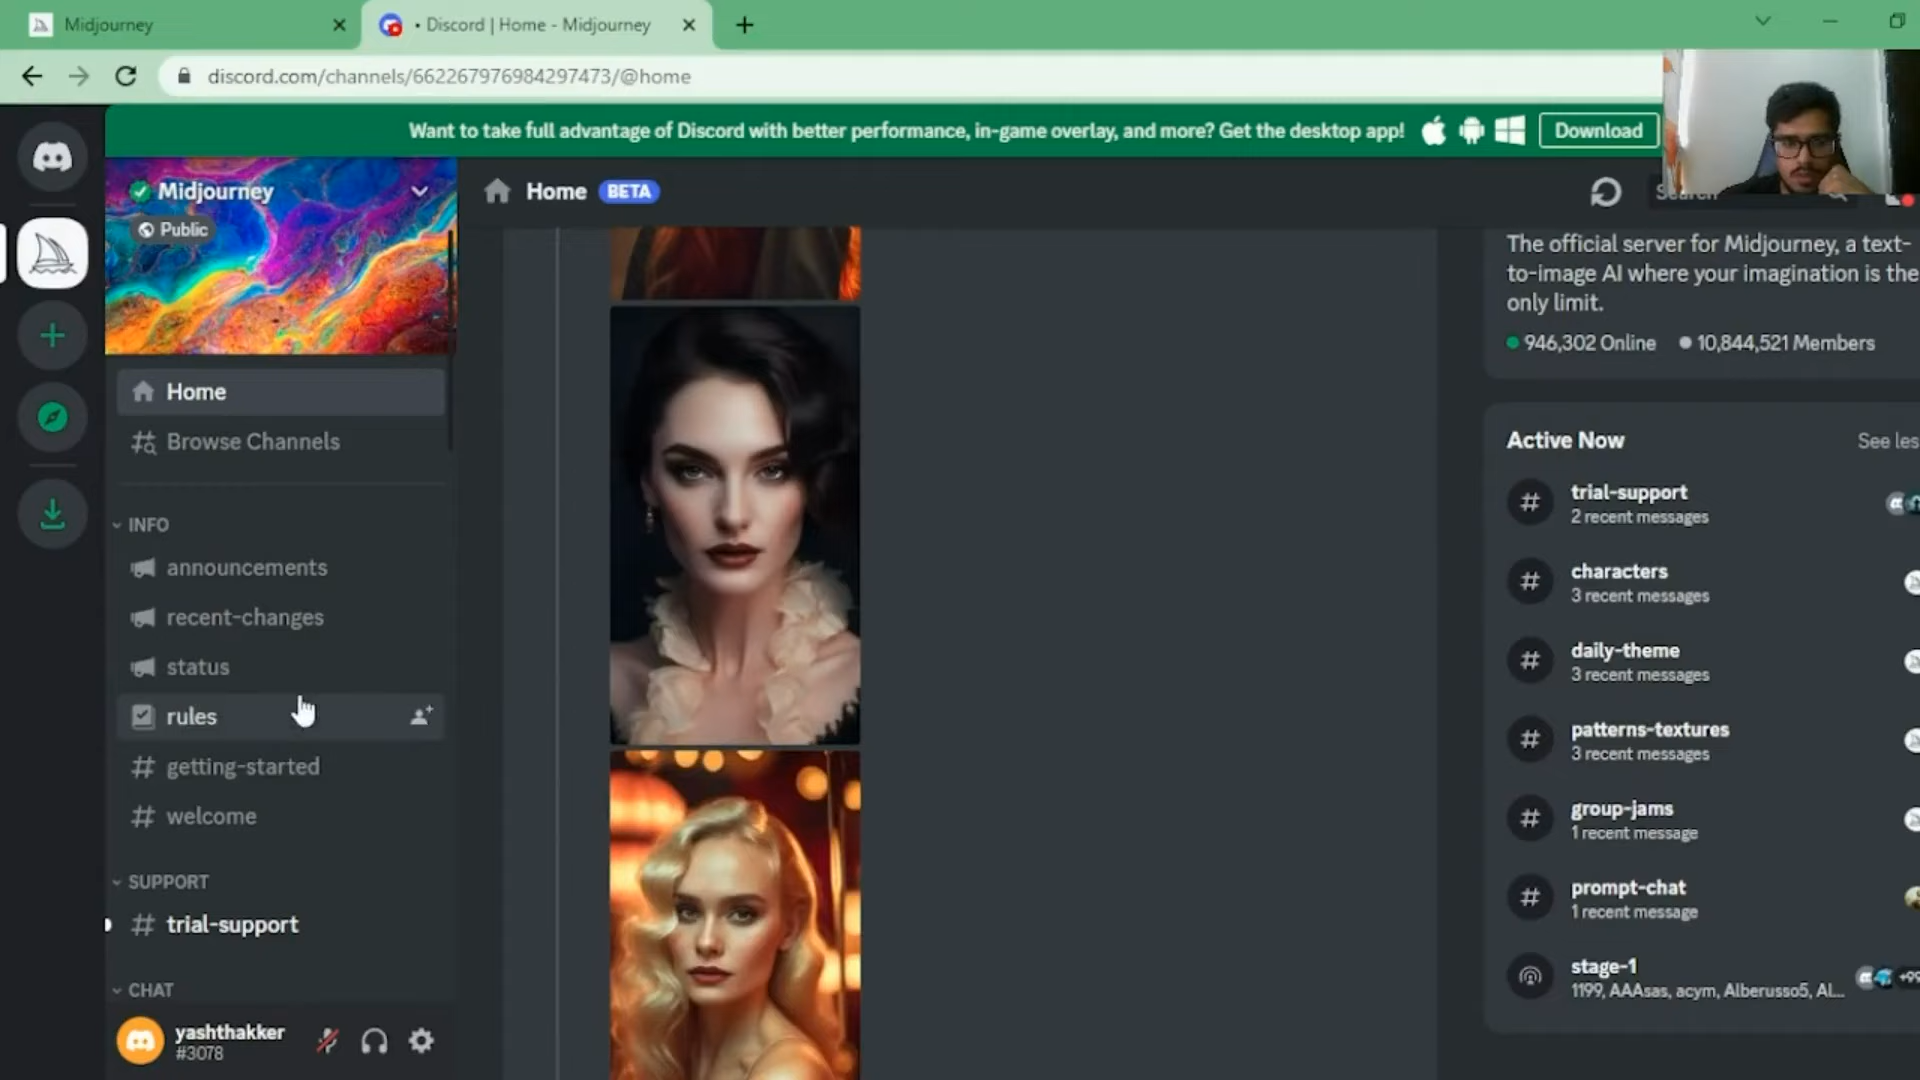 Midjourney
• Discord | Home - Midjourney
discord.com/channels/662267976984297473/@home
Want to take full advantage of Discord with better performance, in-game overlay, and more? Get the desktop app!
Download
Midjourney
Public
Home
Browse Channels
INFO
announcements
recent-changes
status
rules
getting-started
welcome
SUPPORT
trial-support
CHAT
yashthakker
#3078
Home BETA
Search
The official server for Midjourney, a text-
to-image AI where your imagination is the
only limit.
946,302 Online 10,844,521 Members
Active Now
See les
trial-support
2 recent messages
characters
3 recent messages
daily-theme
3 recent messages
patterns-textures
3 recent messages
group-jams
1 recent message
prompt-chat
1 recent message
stage-1
1199, AAAsas, acym, Alberusso5, Al...
+99